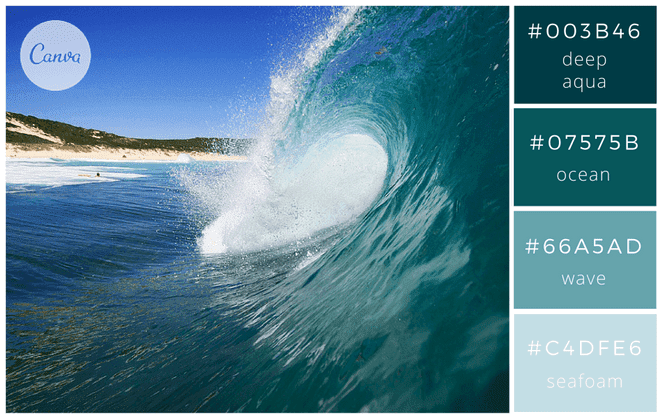 Canva
#003B46
deep
aqua
#07575B
ocean
#66A5AD
wave
#C4DFE6
seafoam